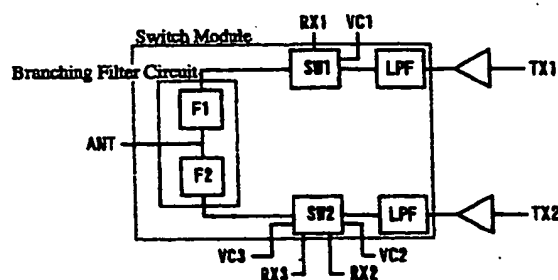 RX1 VC1
Switch Module
Branching Filter Circuit
SW1 LPF TX1
F1
ANT
F2
SW2 LPF TX2
VC3 VC2
RX3 RX2